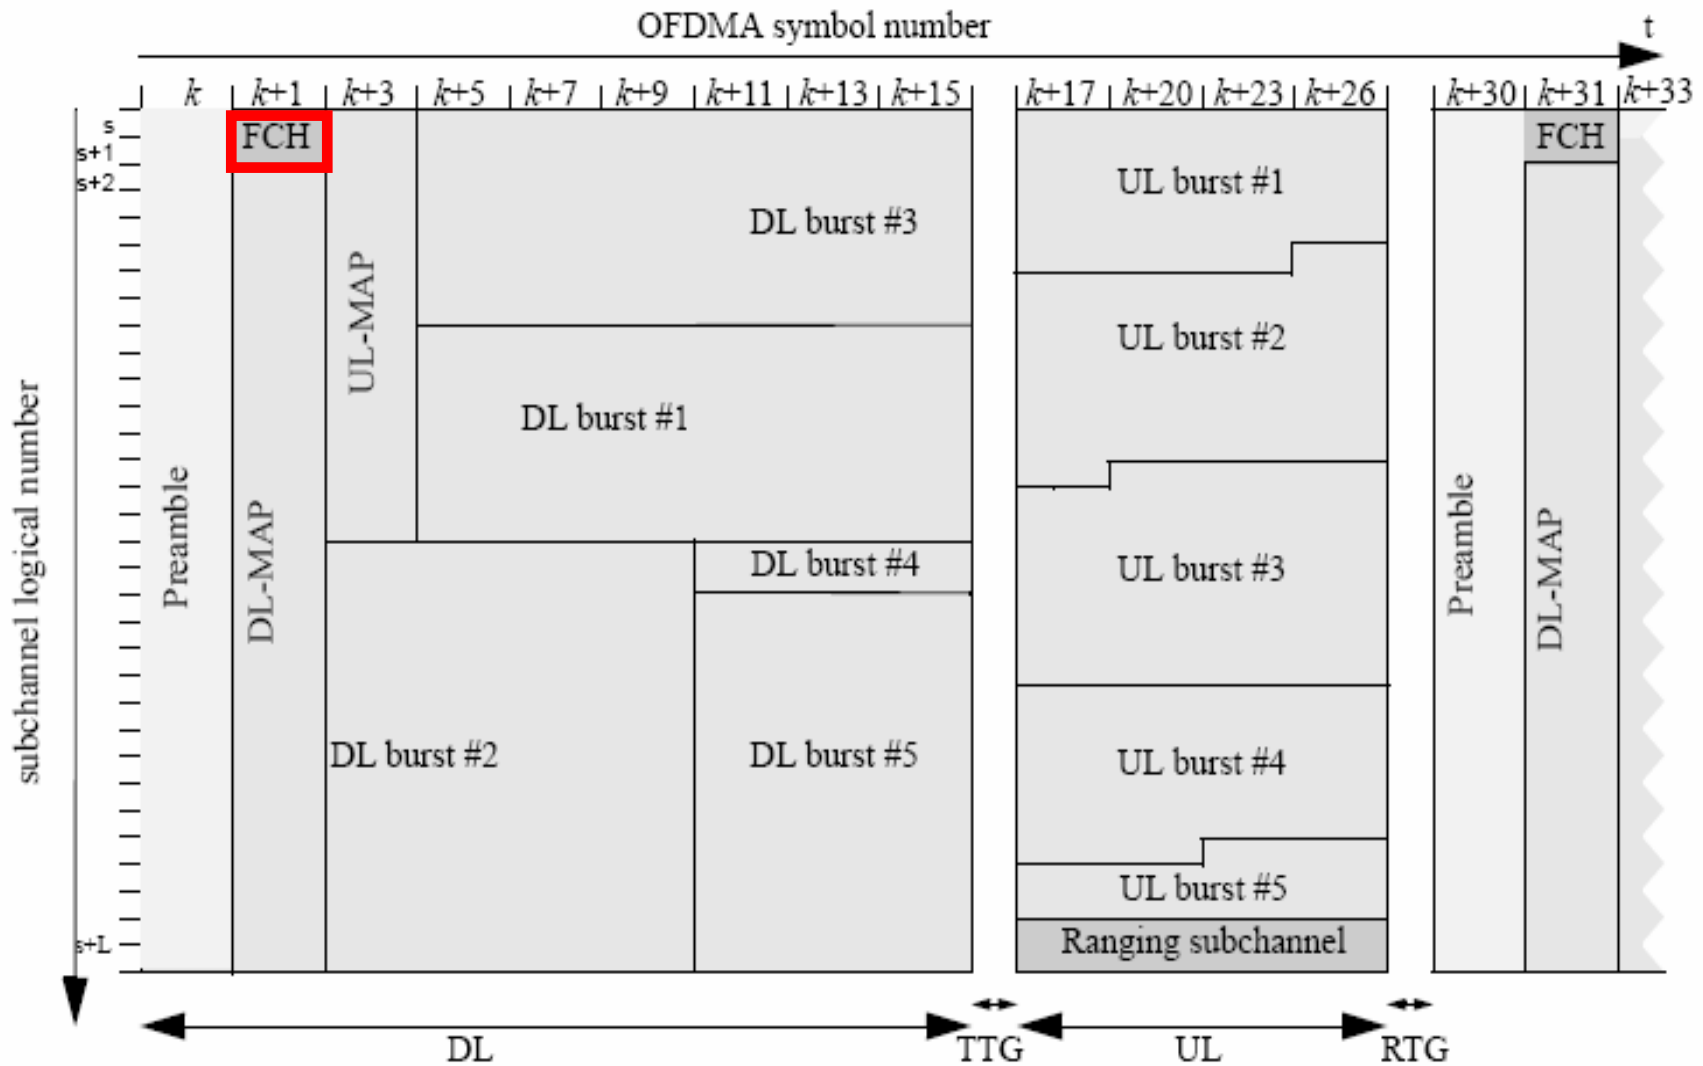 OFDMA symbol number
t
k k+1 k+3 k+5 k+7 k+9 k+11 k+13 k+15 k+17 k+20 k+23 k+26 k+30 k+31 k+33
s
s+1
s+2
s+L
subchannel logical number
Preamble
FCH
DL-MAP
UL-MAP
DL burst #3
DL burst #1
DL burst #2
DL burst #4
DL burst #5
UL burst #1
UL burst #2
UL burst #3
UL burst #4
UL burst #5
Ranging subchannel
Preamble
FCH
DL-MAP
DL TTG UL RTG